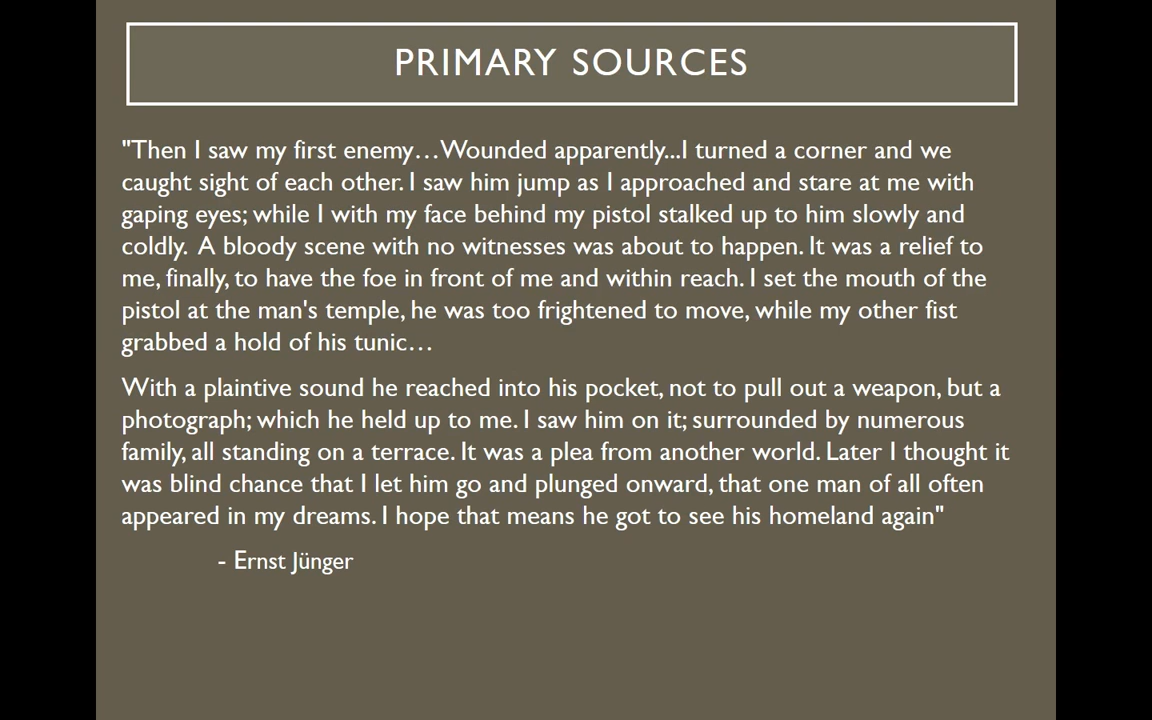 PRIMARY SOURCES
"Then I saw my first enemy…Wounded apparently...I turned a corner and we
caught sight of each other. I saw him jump as I approached and stare at me with
gaping eyes; while I with my face behind my pistol stalked up to him slowly and
coldly.  A bloody scene with no witnesses was about to happen. It was a relief to
me, finally, to have the foe in front of me and within reach. I set the mouth of the
pistol at the man's temple, he was too frightened to move, while my other fist
grabbed a hold of his tunic…
With a plaintive sound he reached into his pocket, not to pull out a weapon, but a
photograph; which he held up to me. I saw him on it; surrounded by numerous
family, all standing on a terrace. It was a plea from another world. Later I thought it
was blind chance that I let him go and plunged onward, that one man of all often
appeared in my dreams. I hope that means he got to see his homeland again"
- Ernst Jünger